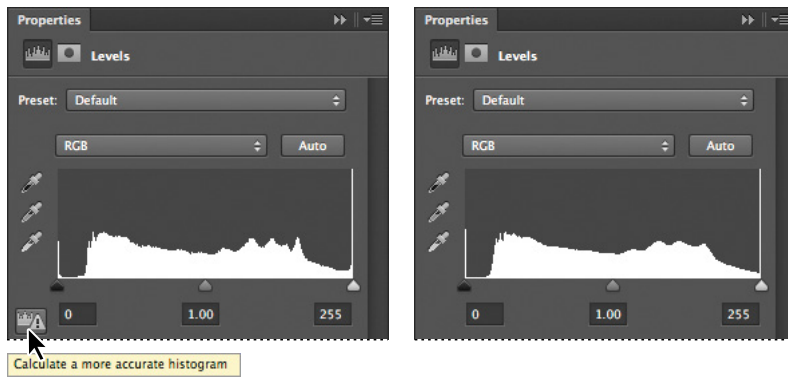 Properties
Levels
Preset: Default
RGB Auto
0 1.00 255
Calculate a more accurate histogram
Properties
Levels
Preset: Default
RGB Auto
0 1.00 255